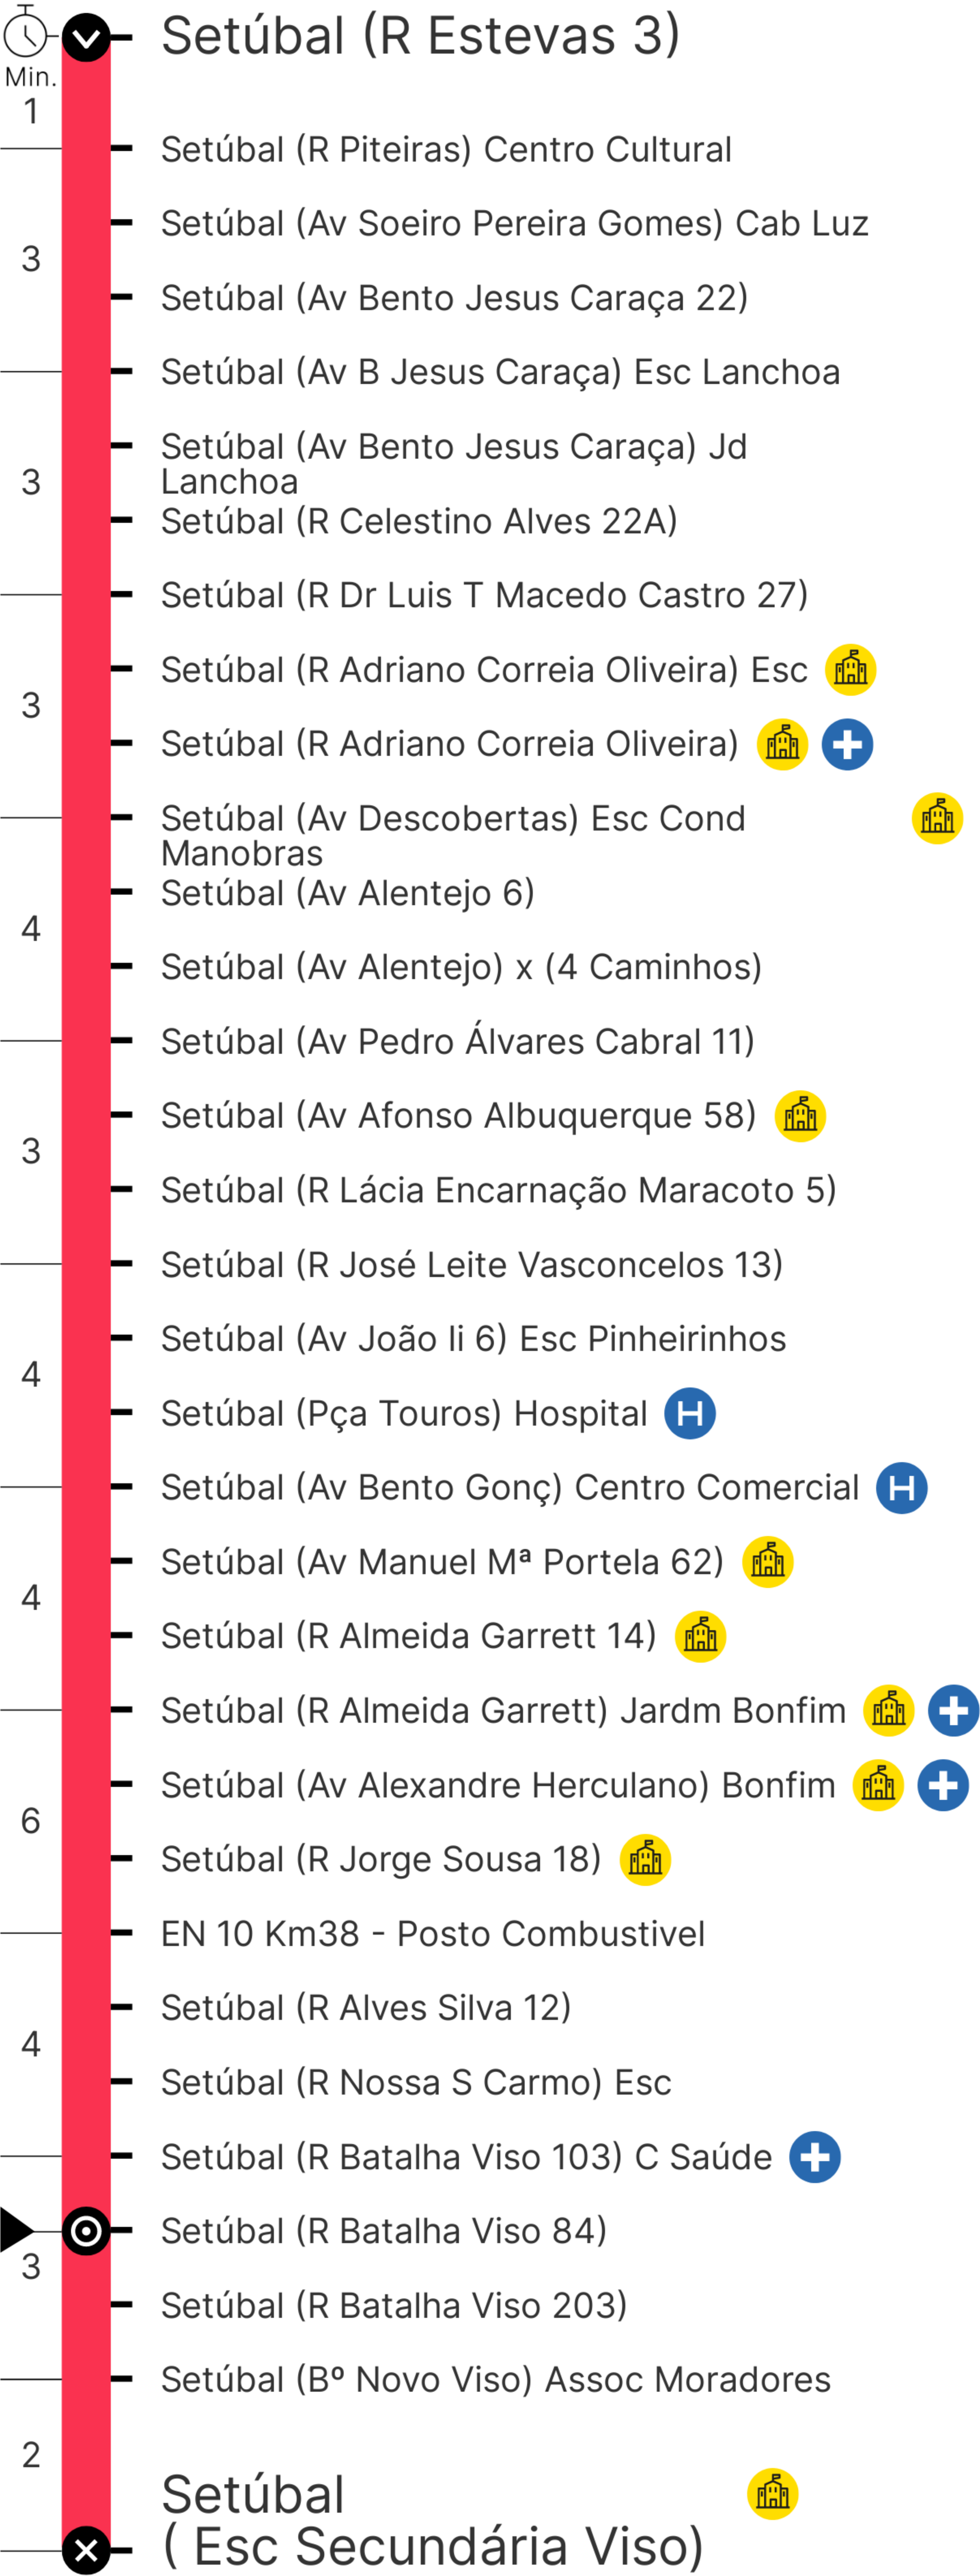 Setúbal (R Estevas 3)
Min.
1
Setúbal (R Piteiras) Centro Cultural
Setúbal (Av Soeiro Pereira Gomes) Cab Luz
3
Setúbal (Av Bento Jesus Caraça 22)
Setúbal (Av B Jesus Caraça) Esc Lanchoa
Setúbal (Av Bento Jesus Caraça) Jd
Lanchoa
3
Setúbal (R Celestino Alves 22A)
Setúbal (R Dr Luis T Macedo Castro 27)
Setúbal (R Adriano Correia Oliveira) Esc
3
Setúbal (R Adriano Correia Oliveira)
Setúbal (Av Descobertas) Esc Cond
Manobras
Setúbal (Av Alentejo 6)
4
Setúbal (Av Alentejo) x (4 Caminhos)
Setúbal (Av Pedro Álvares Cabral 11)
Setúbal (Av Afonso Albuquerque 58)
3
Setúbal (R Lácia Encarnação Maracoto 5)
Setúbal (R José Leite Vasconcelos 13)
Setúbal (Av João Ii 6) Esc Pinheirinhos
4
Setúbal (Pça Touros) Hospital H
Setúbal (Av Bento Gonç) Centro Comercial H
Setúbal (Av Manuel Mª Portela 62)
4
Setúbal (R Almeida Garrett 14)
Setúbal (R Almeida Garrett) Jardm Bonfim
Setúbal (Av Alexandre Herculano) Bonfim
6
Setúbal (R Jorge Sousa 18)
EN 10 Km38 - Posto Combustivel
Setúbal (R Alves Silva 12)
4
Setúbal (R Nossa S Carmo) Esc
Setúbal (R Batalha Viso 103) C Saúde
Setúbal (R Batalha Viso 84)
3
Setúbal (R Batalha Viso 203)
Setúbal (Bº Novo Viso) Assoc Moradores
2
Setúbal
( Esc Secundária Viso)